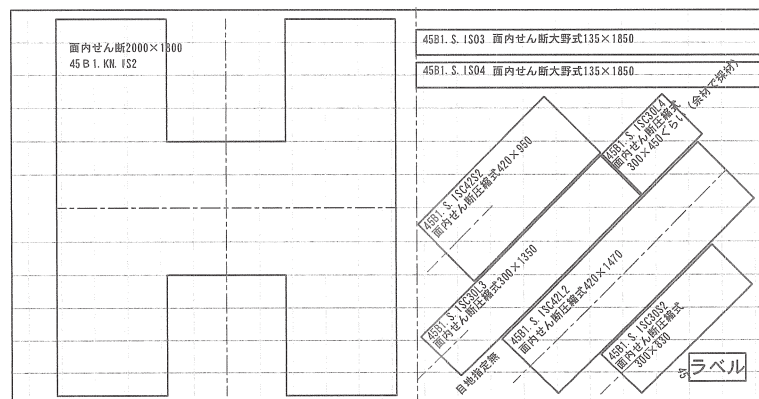 面内せん断2000×1800
45B1.KN.IS2
45B1.S.ISO3 面内せん断大野式135×1850
45B1.S.ISO4 面内せん断大野式135×1850
45B1.S.ISC42S2
面内せん断圧縮式420×950
45B1.S.ISC30L4
面内せん断圧縮式
300×450くらい（余材で採材）
45B1.S.ISC30L3
面内せん断圧縮式300×1350
45B1.S.ISC42L2
面内せん断圧縮式420×1470
目地指定無
45B1.S.ISC30S2
面内せん断圧縮式
300×830
45
ラベル